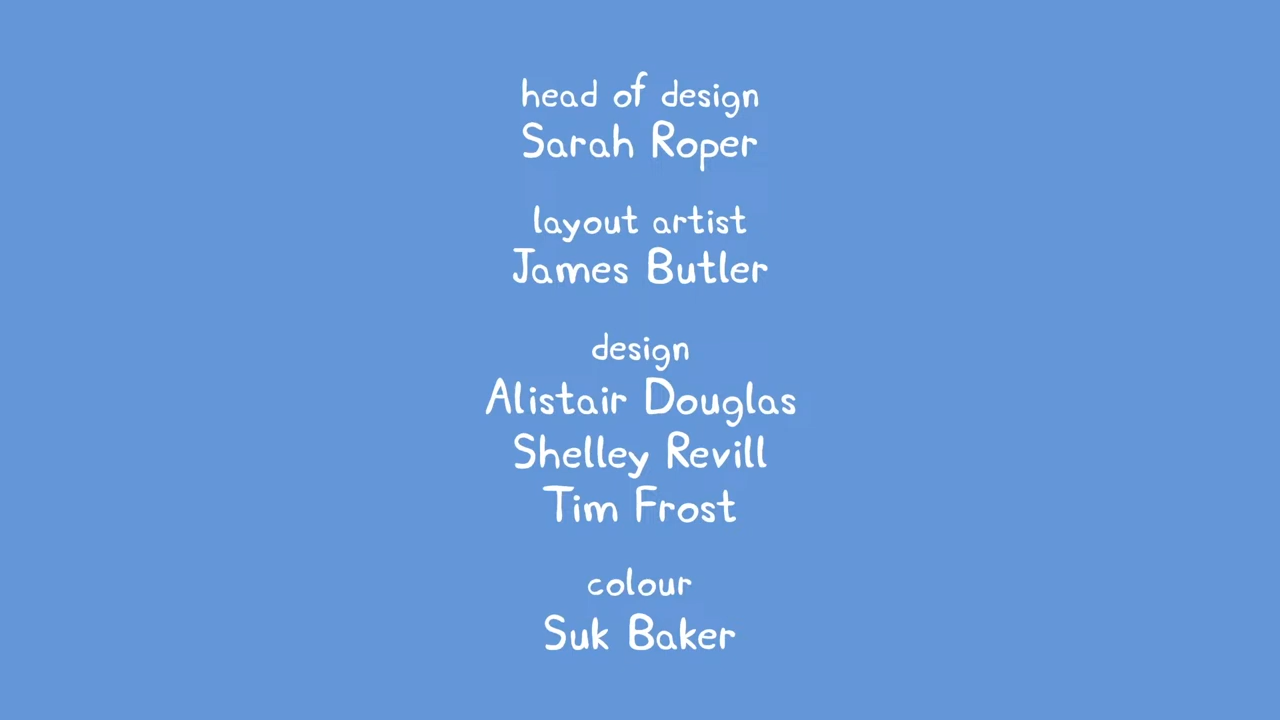 head of design
Sarah Roper
layout artist
James Butler
design
Alistair Douglas
Shelley Revill
Tim Frost
colour
Suk Baker